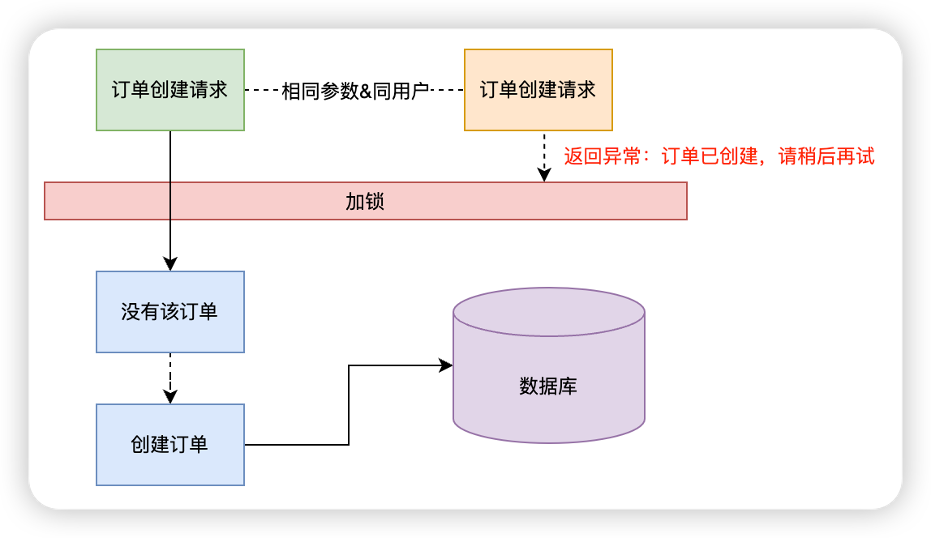 订单创建请求
相同参数&同用户
订单创建请求
返回异常：订单已创建，请稍后再试
加锁
没有该订单
数据库
创建订单